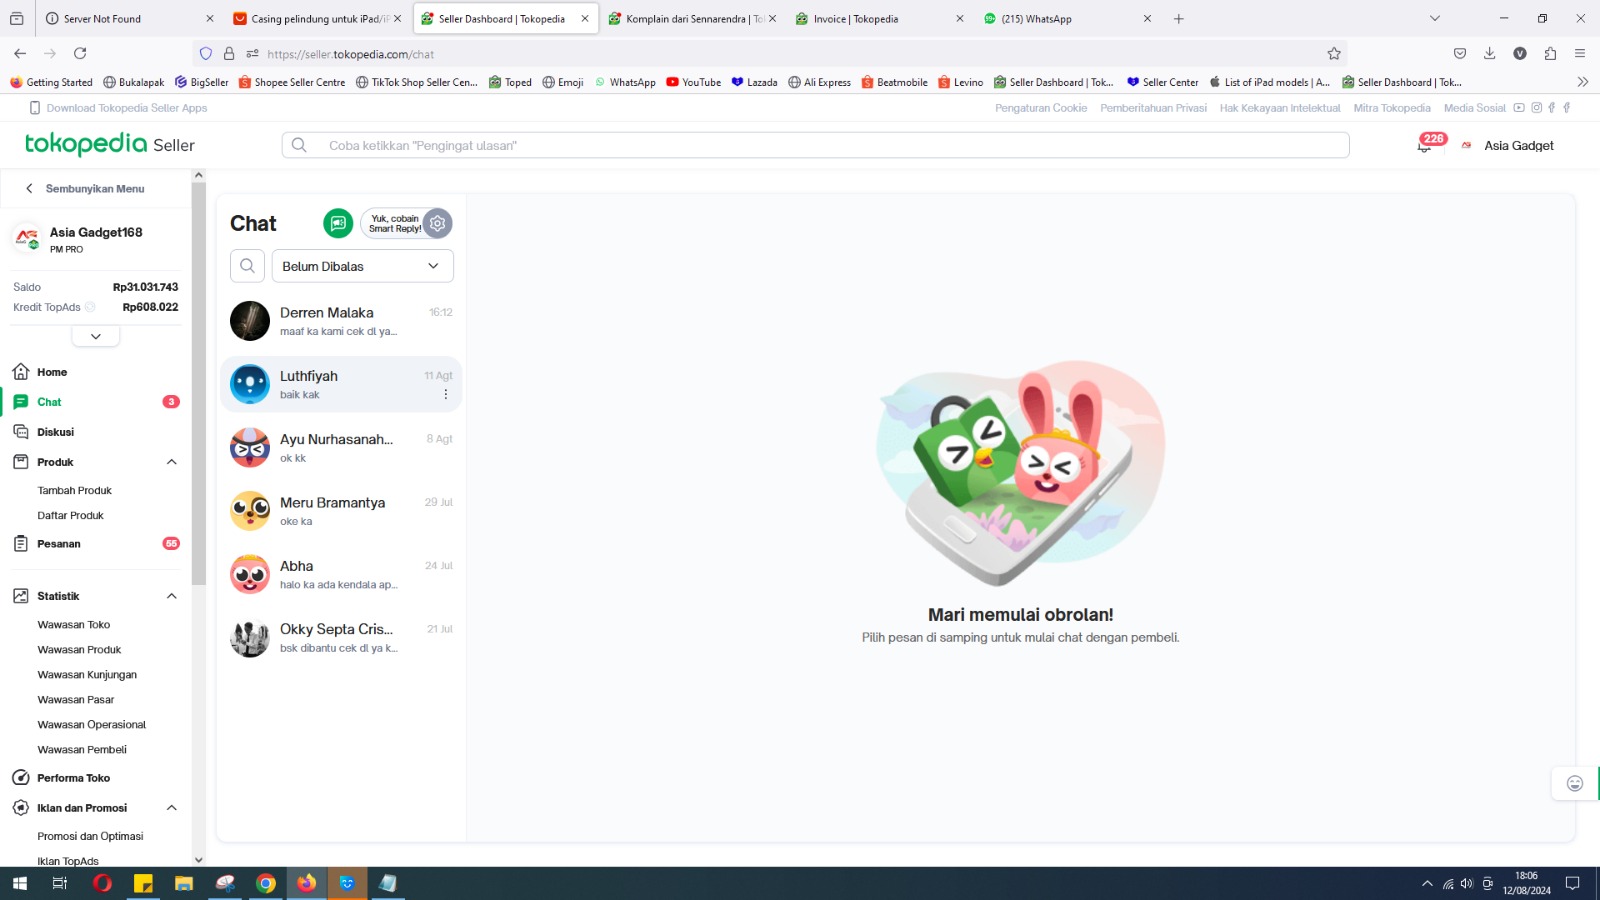 Server Not Found
Casing pelindung untuk iPad/iP
Seller Dashboard | Tokopedia
Komplain dari Sennarendra | Tok
Invoice | Tokopedia
(215) WhatsApp
https://seller.tokopedia.com/chat
Getting Started
Bukalapak
BigSeller
Shopee Seller Centre
TikTok Shop Seller Cen...
Toped
Emoji
WhatsApp
YouTube
Lazada
Ali Express
Beatmobile
Levino
Seller Dashboard | Tok...
Seller Center
List of iPad models | A...
Seller Dashboard | Tok...
Download Tokopedia Seller Apps
Pengaturan Cookie
Pemberitahuan Privasi
Hak Kekayaan Intelektual
Mitra Tokopedia
Media Sosial
tokopedia Seller
Coba ketikkan "Pengingat ulasan"
226
Asia Gadget
Sembunyikan Menu
Asia Gadget168
PM PRO
Saldo Rp31.031.743
Kredit TopAds Rp608.022
Home
Chat 3
Diskusi
Produk
Tambah Produk
Daftar Produk
Pesanan 55
Statistik
Wawasan Toko
Wawasan Produk
Wawasan Kunjungan
Wawasan Pasar
Wawasan Operasional
Wawasan Pembeli
Performa Toko
Iklan dan Promosi
Promosi dan Optimasi
Iklan TopAds
Chat
Yuk, cobain
Smart Reply!
Belum Dibalas
Derren Malaka 16:12
maaf ka kami cek dl ya...
Luthfiyah 11 Agt
baik kak
Ayu Nurhasanah... 8 Agt
ok kk
Meru Bramantya 29 Jul
oke ka
Abha 24 Jul
halo ka ada kendala ap...
Okky Septa Cris... 21 Jul
bsk dibantu cek dl ya k...
Mari memulai obrolan!
Pilih pesan di samping untuk mulai chat dengan pembeli.
18:06
12/08/2024